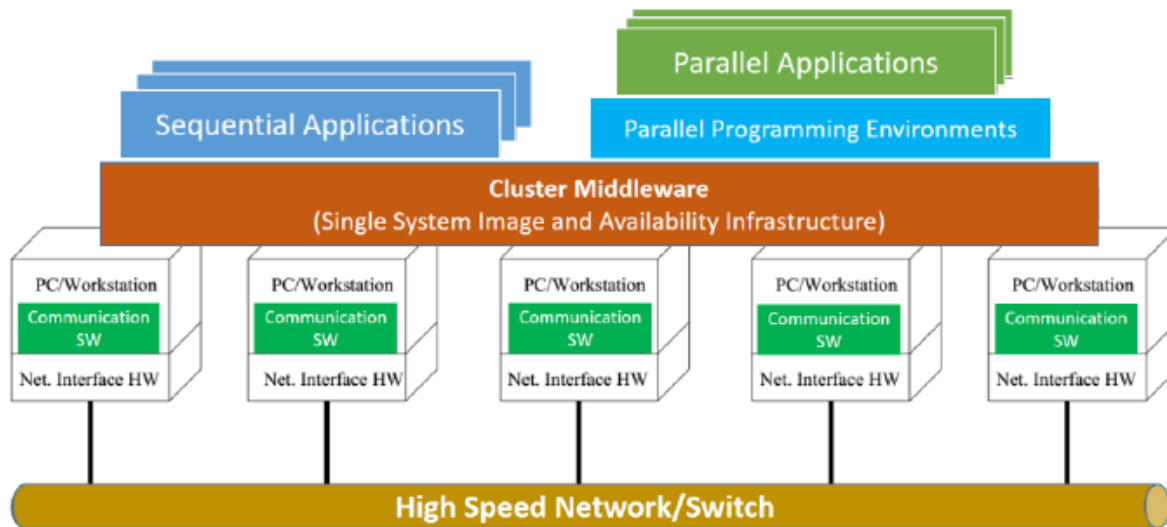 Parallel Applications
Sequential Applications
Parallel Programming Environments
Cluster Middleware
(Single System Image and Availability Infrastructure)
PC/Workstation
Communication
SW
Net. Interface HW
PC/Workstation
Communication
SW
Net. Interface HW
PC/Workstation
Communication
SW
Net. Interface HW
PC/Workstation
Communication
SW
Net. Interface HW
PC/Workstation
Communication
SW
Net. Interface HW
High Speed Network/Switch